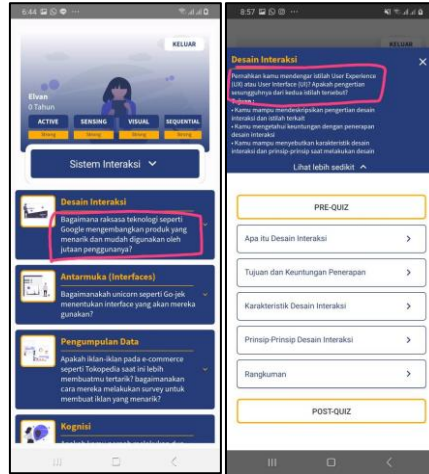 6:44
KELUAR
Elvan
0 Tahun
ACTIVE SENSING VISUAL SEQUENTIAL
Strong Strong Strong Strong
Sistem Interaksi
Desain Interaksi
Bagaimana raksasa teknologi seperti
Google mengembangkan produk yang
menarik dan mudah digunakan oleh
jutaan penggunanya?
Antarmuka (Interfaces)
Bagaimanakah unicorn seperti Go-jek
menentukan interface yang akan mereka
gunakan?
Pengumpulan Data
Apakah iklan-iklan pada e-commerce
seperti Tokopedia saat ini lebih
membuatmu tertarik? bagaimanakan
cara mereka melakukan survey untuk
membuat iklan yang menarik?
Kognisi
8:57
KELUAR
Desain Interaksi
Pernahkan kamu mendengar istilah User Experience
(UX) atau User Interface (UI)? Apakah pengertian
sesungguhnya dari kedua istilah tersebut?
Tujuan :
• Kamu mampu mendeskripsikan pengertian desain
interaksi dan istilah terkait
• Kamu mengetahui keuntungan dengan penerapan
desain interaksi
• Kamu mampu menyebutkan karakteristik desain
interaksi dan prinsip-prinsip saat melakukan desain
Lihat lebih sedikit
PRE-QUIZ
Apa itu Desain Interaksi
Tujuan dan Keuntungan Penerapan
Karakteristik Desain Interaksi
Prinsip-Prinsip Desain Interaksi
Rangkuman
POST-QUIZ